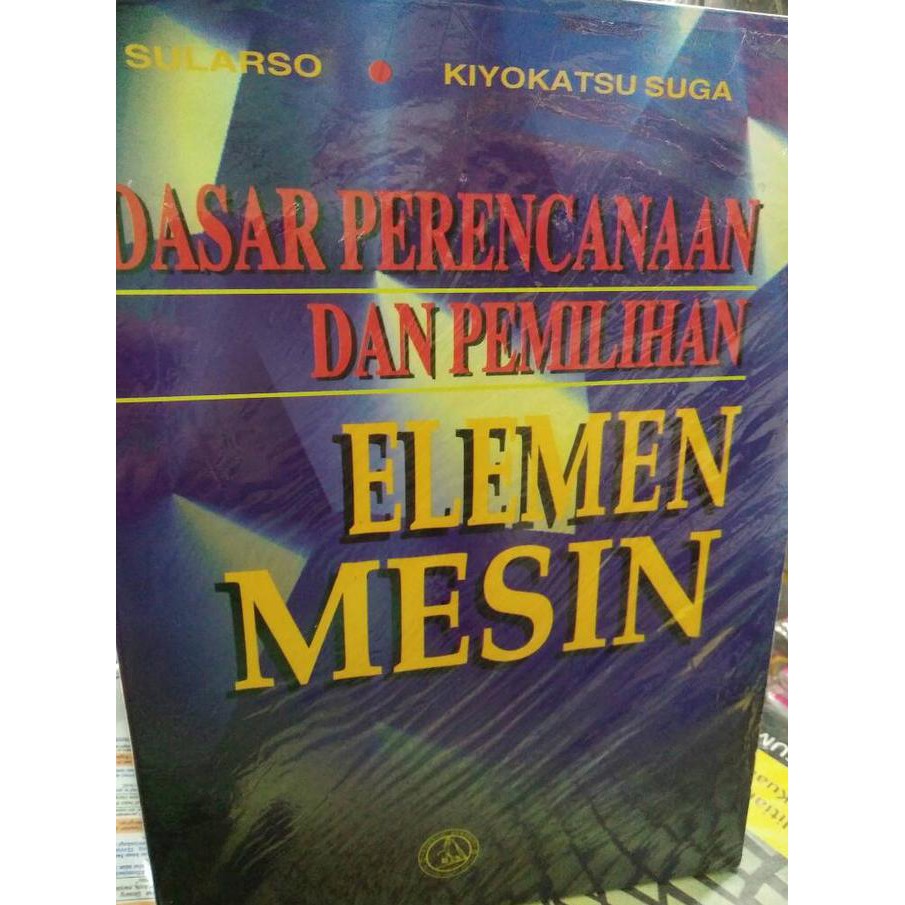 SULARSO • KIYOKATSU SUGA
DASAR PERENCANAAN
DAN PEMILIHAN
ELEMEN
MESIN